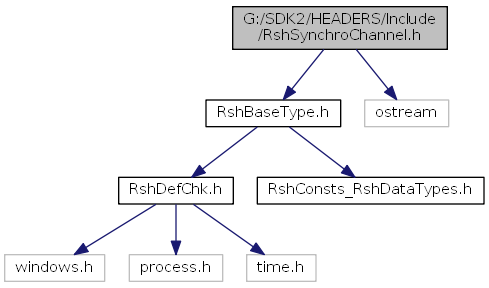 G:/SDK2/HEADERS/Include
/RshSynchroChannel.h
RshBaseType.h
ostream
RshDefChk.h
RshConsts_RshDataTypes.h
windows.h
process.h
time.h